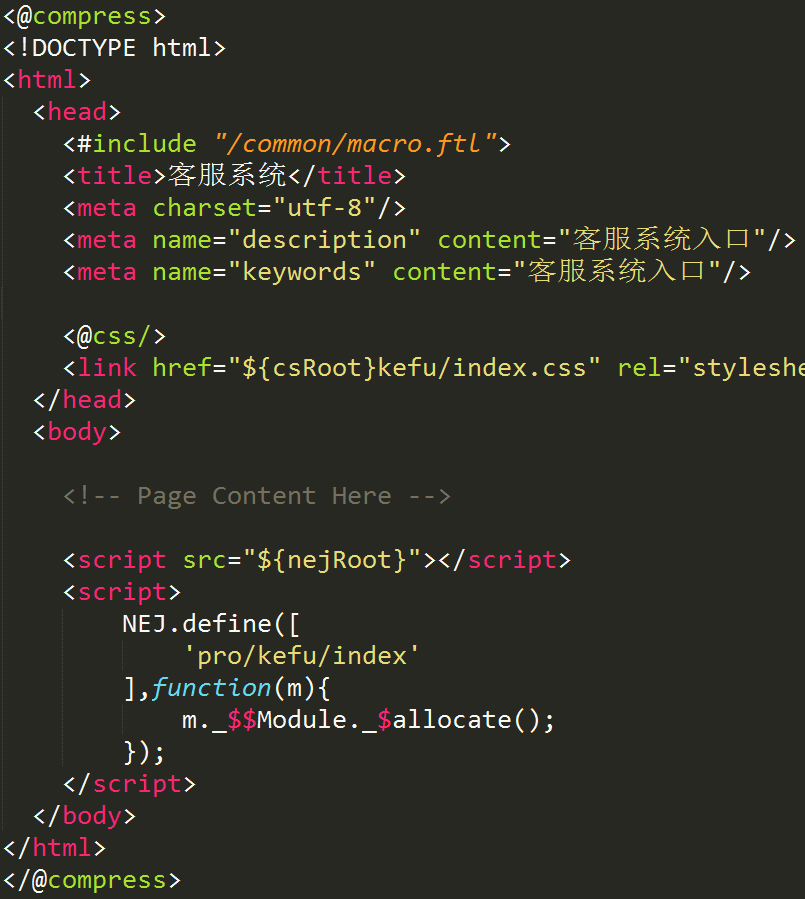 <@compress>
<!DOCTYPE html>
<html>
<head>
<#include "/common/macro.ftl">
<title>客服系统</title>
<meta charset="utf-8"/>
<meta name="description" content="客服系统入口"/>
<meta name="keywords" content="客服系统入口"/>
<@css/>
<link href="${csRoot}kefu/index.css" rel="styleshe
</head>
<body>
<!-- Page Content Here -->
<script src="${nejRoot}"></script>
<script>
NEJ.define([
'pro/kefu/index'
],function(m){
m._$$Module._$allocate();
});
</script>
</body>
</html>
</@compress>